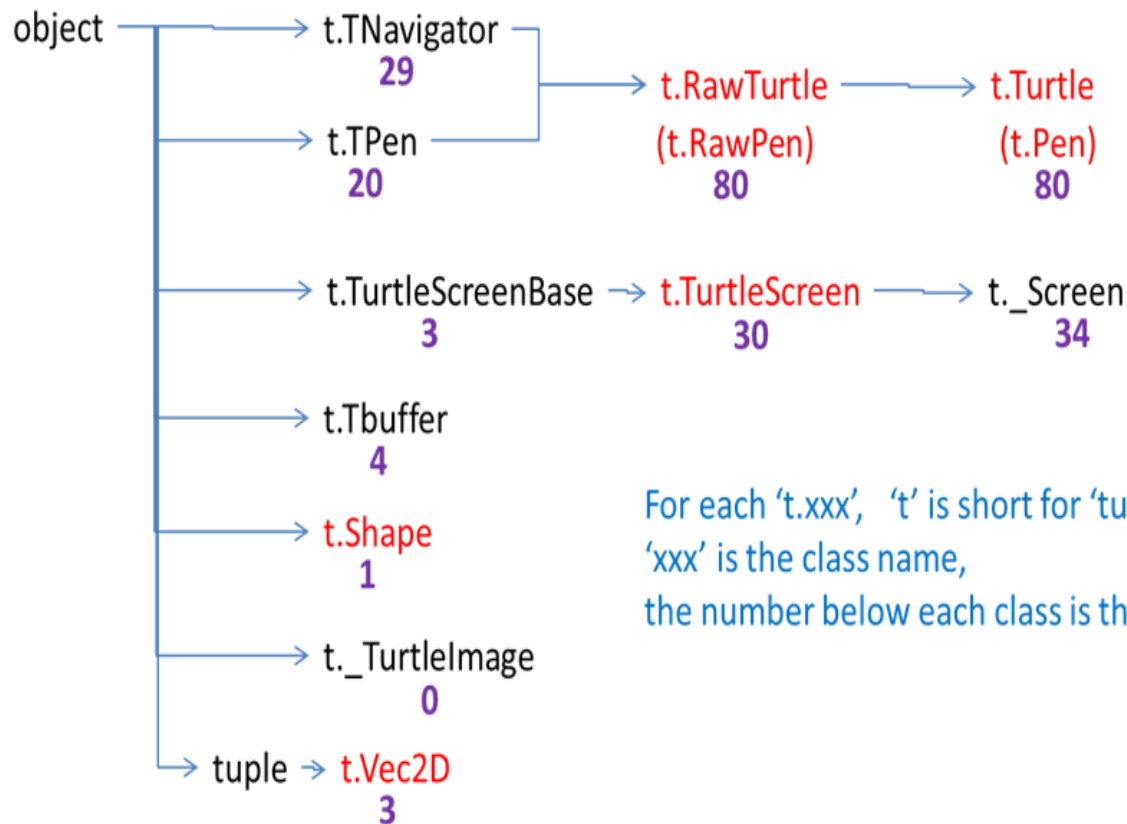 object
t.TNavigator
29
t.RawTurtle
t.Turtle
t.TPen
(t.RawPen)
(t.Pen)
20
80
80
t.TurtleScreenBase
t.TurtleScreen
t._Screen
3
30
34
t.Tbuffer
4
For each ‘t.xxx’, ‘t’ is short for ‘tu
t.Shape
‘xxx’ is the class name,
1
the number below each class is th
t._TurtleImage
0
tuple
t.Vec2D
3